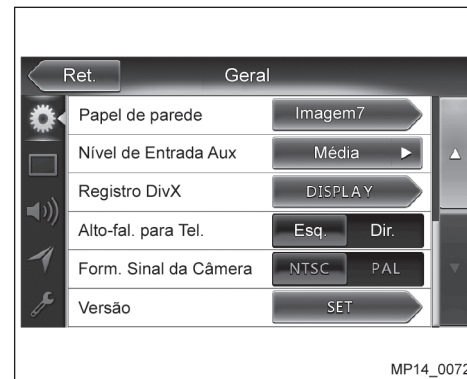 Ret. Geral
Papel de parede Imagem7
Nível de Entrada Aux Média
Registro DivX DISPLAY
Alto-fal. para Tel. Esq. Dir.
Form. Sinal da Câmera NTSC PAL
Versão SET
MP14_0072